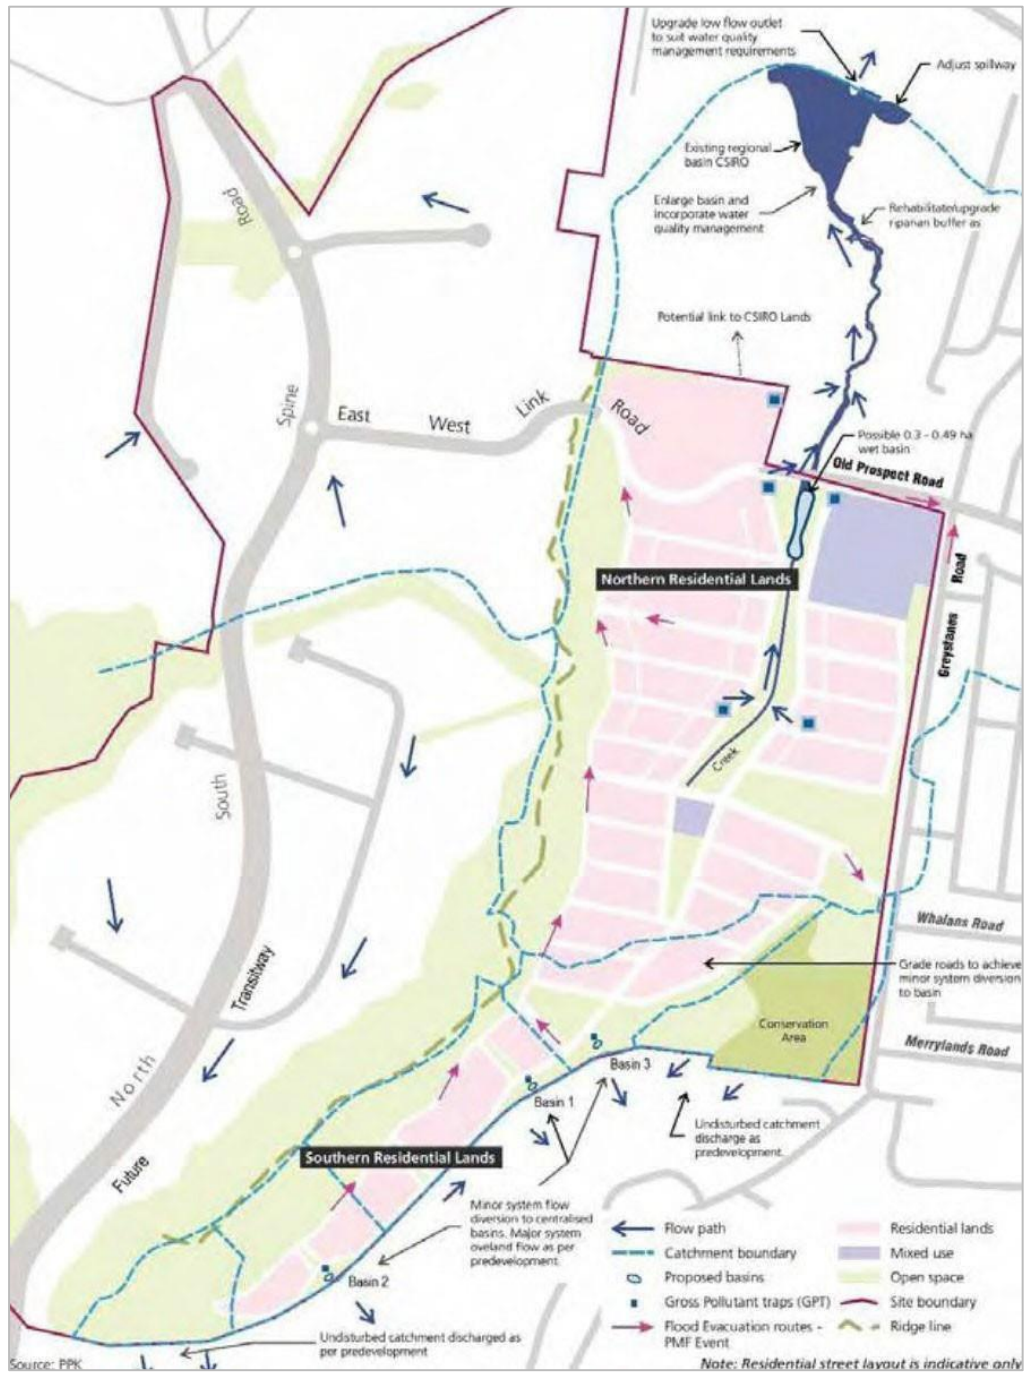 Upgrade low flow outlet
to suit water quality
management requirements
Adjust spillway
Existing regional
basin CSIRO
Enlarge basin and
incorporate water
quality management
Rehabilitate/upgrade
riparian buffer as
Potential link to CSIRO Lands
Road
Spine
East West Link Road
Possible 0.3 - 0.49 ha
wet basin
Old Prospect Road
Northern Residential Lands
Greystanes Road
Creek
South
Whalans Road
Grade roads to achieve
minor system diversion
to basin
Transitway
Conservation
Area
Merrylands Road
North
Basin 3
Basin 1
Undisturbed catchment
discharge as
predevelopment.
Southern Residential Lands
Future
Minor system flow
diversion to centralised
basins. Major system
oveland flow as per
predevelopment.
Basin 2
Undisturbed catchment discharged as
per predevelopment
Flow path
Catchment boundary
Proposed basins
Gross Pollutant traps (GPT)
Flood Evacuation routes -
PMF Event
Residential lands
Mixed use
Open space
Site boundary
Ridge line
Source: PPK
Note: Residential street layout is indicative only